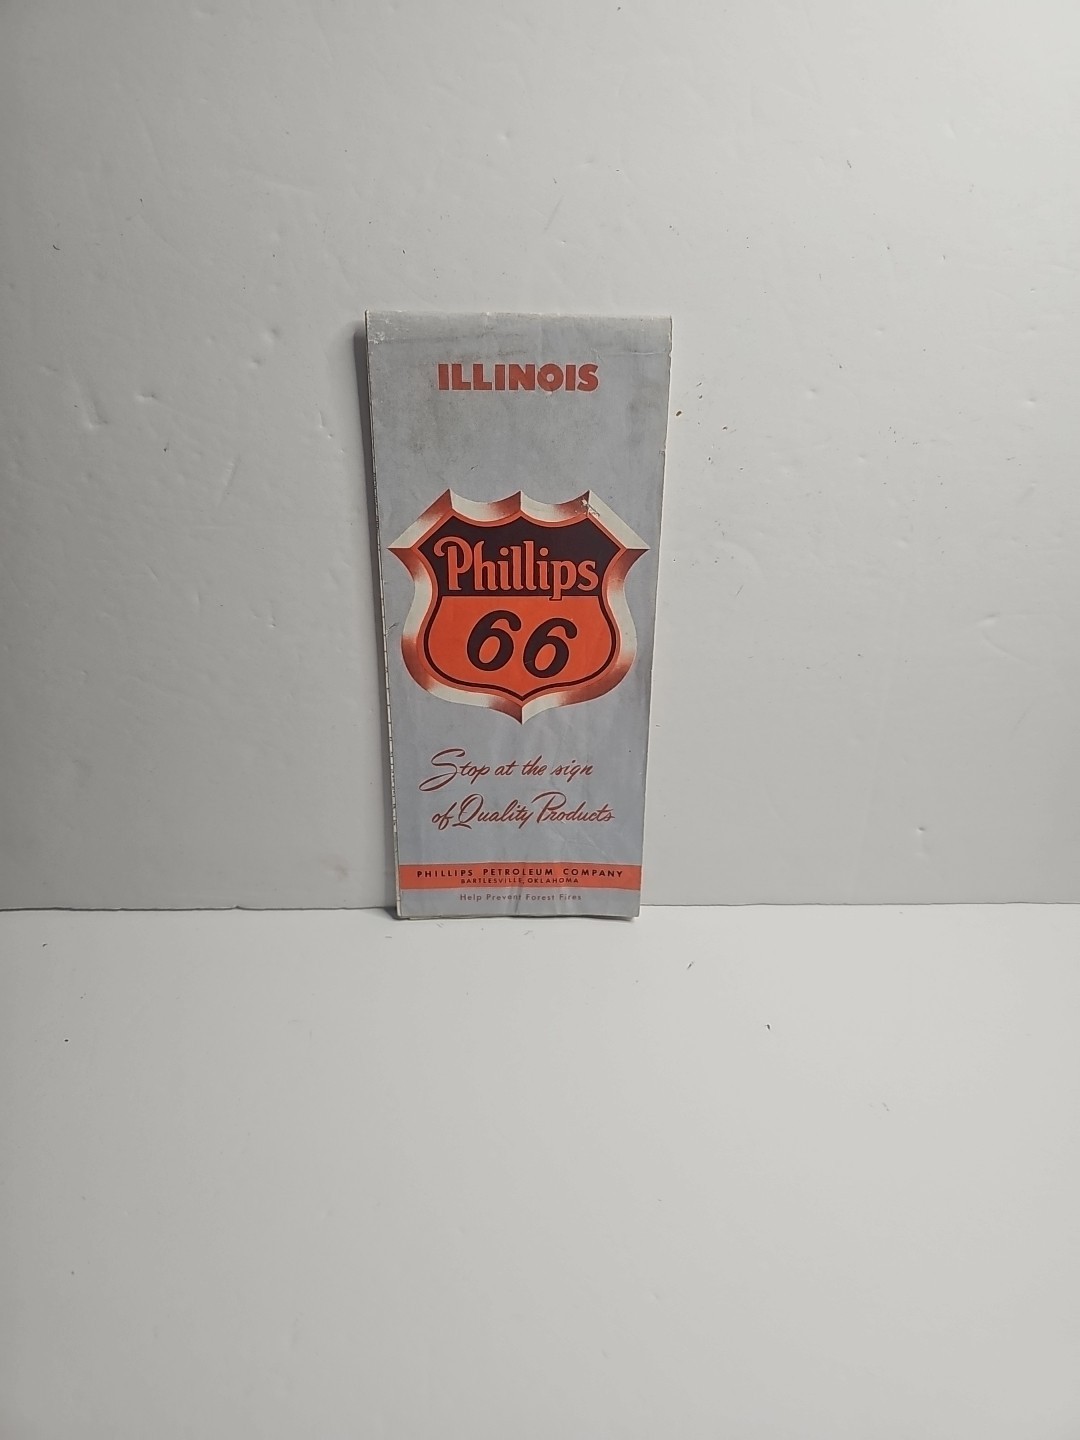 ILLINOIS
Phillips
66
Stop at the sign
of Quality Products
PHILLIPS PETROLEUM COMPANY
BARTLESVILLE, OKLAHOMA
Help Prevent Forest Fires